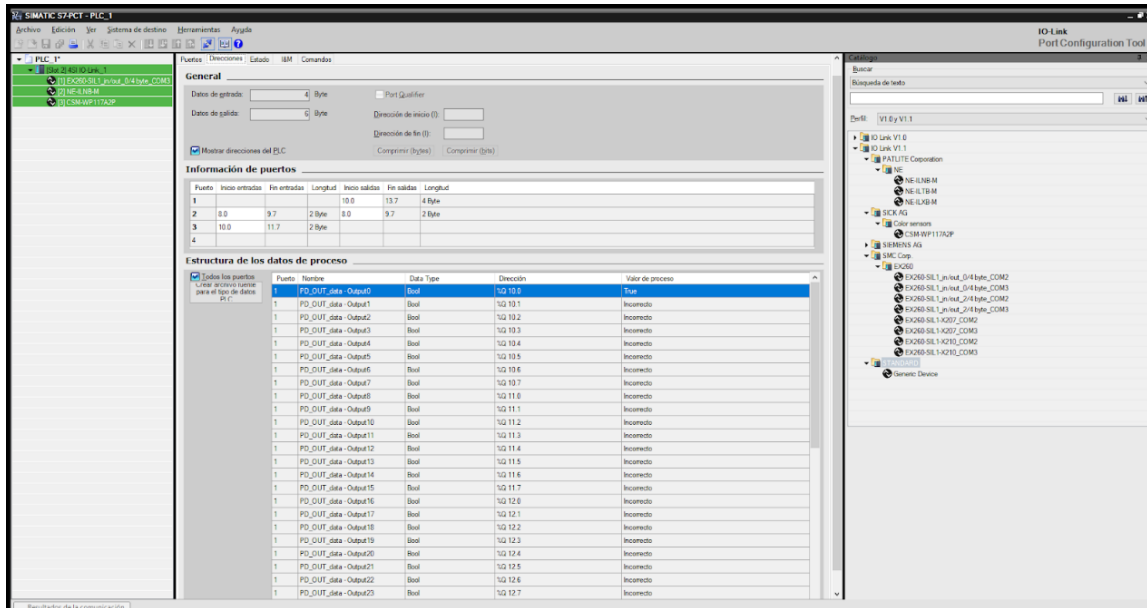 SIMATIC S7-PCT - PLC_1
Archivo Edición Ver Sistema de destino Herramientas Ayuda
IO-Link
Port Configuration Tool
PLC_1*
[Slot 2] 4SI IO-Link_1
[1] EX260-SIL1_in/out_0/4 byte_COM3
[2] NE-ILNB-M
[3] CSM-WP117A2P
Puertos Direcciones Estado I&M Comandos
General
Datos de entrada: 4 Byte Port Qualifier
Datos de salida: 6 Byte Dirección de inicio (I):
Dirección de fin (I):
Mostrar direcciones del PLC Comprimir (bytes) Comprimir (bits)
Información de puertos
Puerto Inicio entradas Fin entradas Longitud Inicio salidas Fin salidas Longitud
1 10.0 13.7 4 Byte
2 8.0 9.7 2 Byte 8.0 9.7 2 Byte
3 10.0 11.7 2 Byte
4
Estructura de los datos de proceso
Todos los puertos
Crear archivo fuente
para el tipo de datos
PLC
Puerto Nombre Data Type Dirección Valor de proceso
1 PD_OUT_data - Output0 Bool %Q 10.0 True
1 PD_OUT_data - Output1 Bool %Q 10.1 Incorrecto
1 PD_OUT_data - Output2 Bool %Q 10.2 Incorrecto
1 PD_OUT_data - Output3 Bool %Q 10.3 Incorrecto
1 PD_OUT_data - Output4 Bool %Q 10.4 Incorrecto
1 PD_OUT_data - Output5 Bool %Q 10.5 Incorrecto
1 PD_OUT_data - Output6 Bool %Q 10.6 Incorrecto
1 PD_OUT_data - Output7 Bool %Q 10.7 Incorrecto
1 PD_OUT_data - Output8 Bool %Q 11.0 Incorrecto
1 PD_OUT_data - Output9 Bool %Q 11.1 Incorrecto
1 PD_OUT_data - Output10 Bool %Q 11.2 Incorrecto
1 PD_OUT_data - Output11 Bool %Q 11.3 Incorrecto
1 PD_OUT_data - Output12 Bool %Q 11.4 Incorrecto
1 PD_OUT_data - Output13 Bool %Q 11.5 Incorrecto
1 PD_OUT_data - Output14 Bool %Q 11.6 Incorrecto
1 PD_OUT_data - Output15 Bool %Q 11.7 Incorrecto
1 PD_OUT_data - Output16 Bool %Q 12.0 Incorrecto
1 PD_OUT_data - Output17 Bool %Q 12.1 Incorrecto
1 PD_OUT_data - Output18 Bool %Q 12.2 Incorrecto
1 PD_OUT_data - Output19 Bool %Q 12.3 Incorrecto
1 PD_OUT_data - Output20 Bool %Q 12.4 Incorrecto
1 PD_OUT_data - Output21 Bool %Q 12.5 Incorrecto
1 PD_OUT_data - Output22 Bool %Q 12.6 Incorrecto
1 PD_OUT_data - Output23 Bool %Q 12.7 Incorrecto
Resultados de la comunicación
Catálogo
Buscar
Búsqueda de texto
Perfil: V1.0 y V1.1
IO Link V1.0
IO Link V1.1
PATLITE Corporation
NE
NE-ILNB-M
NE-ILTB-M
NE-ILXB-M
SICK AG
Color sensors
CSM-WP117A2P
SIEMENS AG
SMC Corp.
EX260
EX260-SIL1_in/out_0/4 byte_COM2
EX260-SIL1_in/out_0/4 byte_COM3
EX260-SIL1_in/out_2/4 byte_COM2
EX260-SIL1_in/out_2/4 byte_COM3
EX260-SIL1-X207_COM2
EX260-SIL1-X207_COM3
EX260-SIL1-X210_COM2
EX260-SIL1-X210_COM3
STANDARD
Generic Device